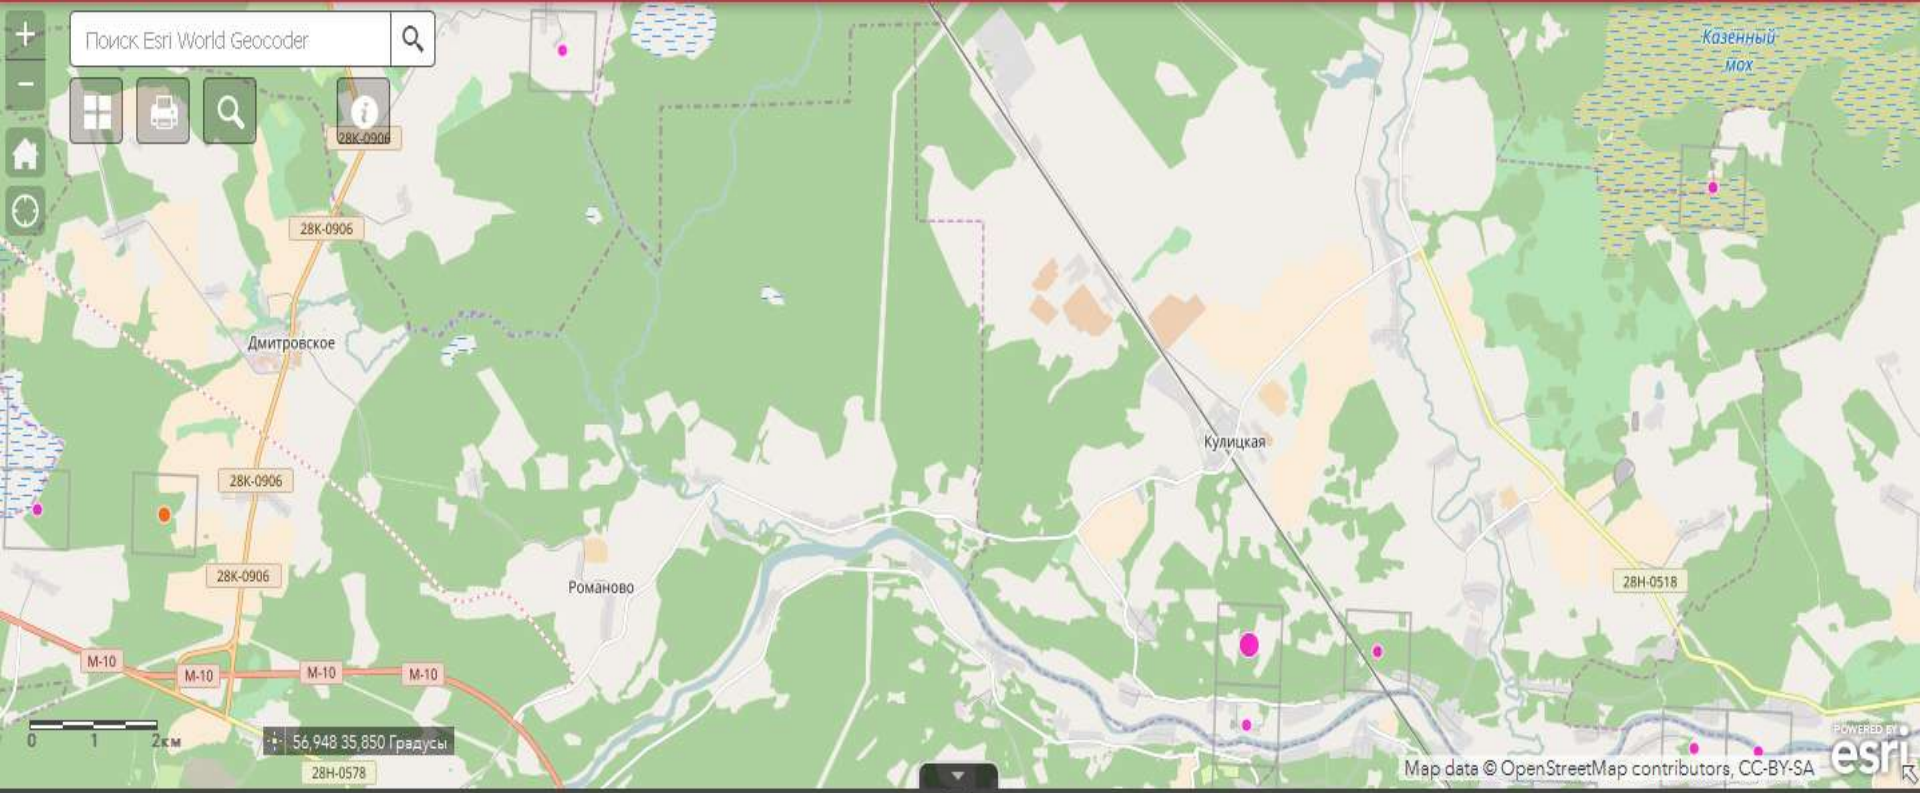 Поиск Esri World Geocoder
Казённый
мох
28К-0906
28К-0906
Дмитровское
Кулицкая
28К-0906
28К-0906
28Н-0518
Романово
М-10
М-10
М-10
М-10
0 1 2км
56,948 35,850 Градусы
28Н-0578
POWERED BY
esri
Map data © OpenStreetMap contributors, CC-BY-SA